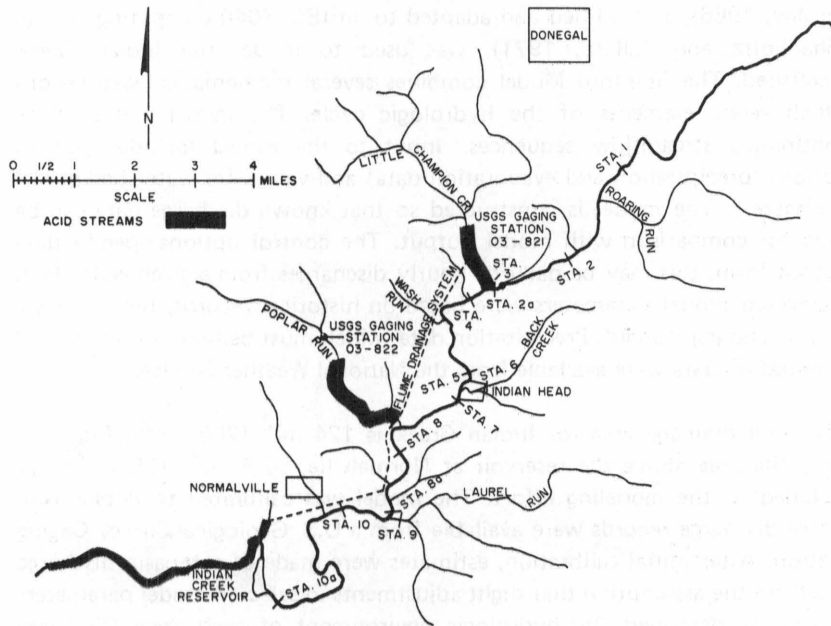 DONEGAL
N
0 1/2 1 2 3 4 MILES
SCALE
ACID STREAMS
LITTLE CHAMPION CR.
USGS GAGING
STATION
03-821
STA. 1
ROARING RUN
STA. 2
STA.
3
STA. 2a
WASH RUN
FLUME DRAINAGE SYSTEM
STA.
4
BACK CREEK
POPLAR RUN
USGS GAGING
STATION
03-822
STA. 5
STA. 6
INDIAN HEAD
STA. 7
STA. 8
NORMALVILLE
STA. 8a
LAUREL RUN
STA. 10
STA.
9
INDIAN
CREEK
RESERVOIR
STA. 10a